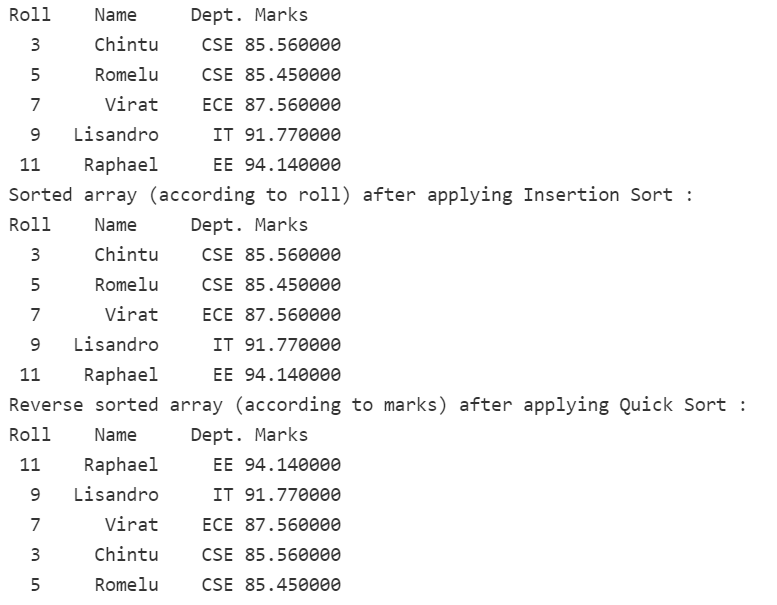 Roll    Name     Dept. Marks
  3     Chintu    CSE 85.560000
  5     Romelu    CSE 85.450000
  7      Virat    ECE 87.560000
  9   Lisandro     IT 91.770000
 11    Raphael     EE 94.140000
Sorted array (according to roll) after applying Insertion Sort :
Roll    Name     Dept. Marks
  3     Chintu    CSE 85.560000
  5     Romelu    CSE 85.450000
  7      Virat    ECE 87.560000
  9   Lisandro     IT 91.770000
 11    Raphael     EE 94.140000
Reverse sorted array (according to marks) after applying Quick Sort :
Roll    Name     Dept. Marks
 11    Raphael     EE 94.140000
  9   Lisandro     IT 91.770000
  7      Virat    ECE 87.560000
  3     Chintu    CSE 85.560000
  5     Romelu    CSE 85.450000